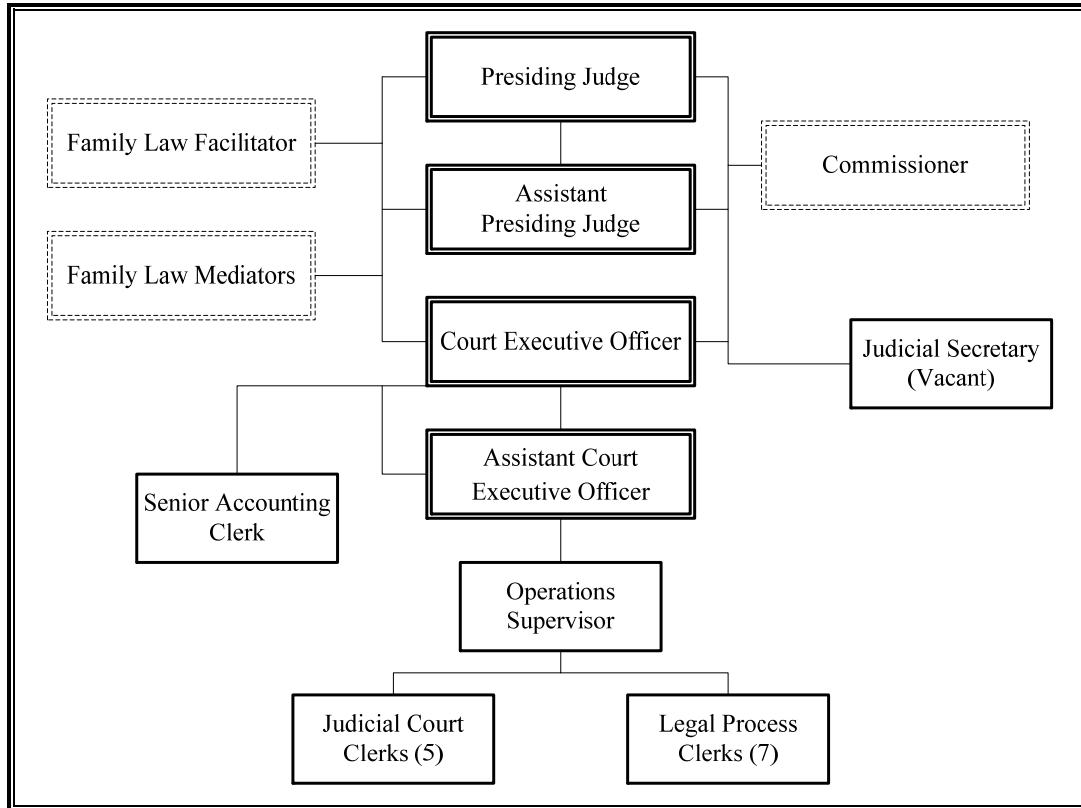 Presiding Judge
Family Law Facilitator
Commissioner
Assistant
Presiding Judge
Family Law Mediators
Court Executive Officer
Judicial Secretary
(Vacant)
Assistant Court
Executive Officer
Senior Accounting
Clerk
Operations
Supervisor
Judicial Court
Clerks (5)
Legal Process
Clerks (7)